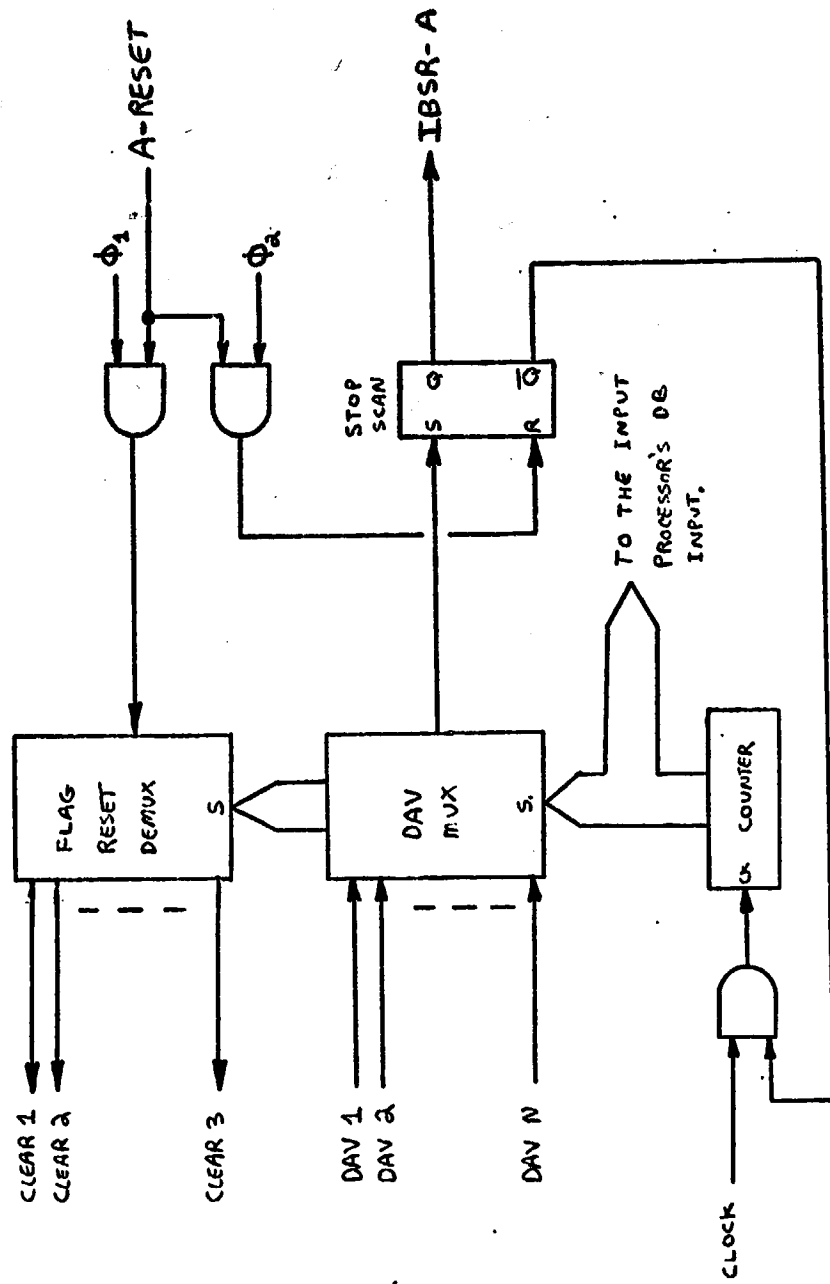 CLEAR 1
CLEAR 2
CLEAR 3
FLAG
RESET
DEMUX
S
Φ1
A-RESET
Φ2
DAV 1
DAV 2
DAV N
DAV
MUX
S.
STOP
SCAN
S
Q
R
Q̅
IBSR-A
TO THE INPUT
PROCESSOR'S DB
INPUT.
CLOCK
CK COUNTER